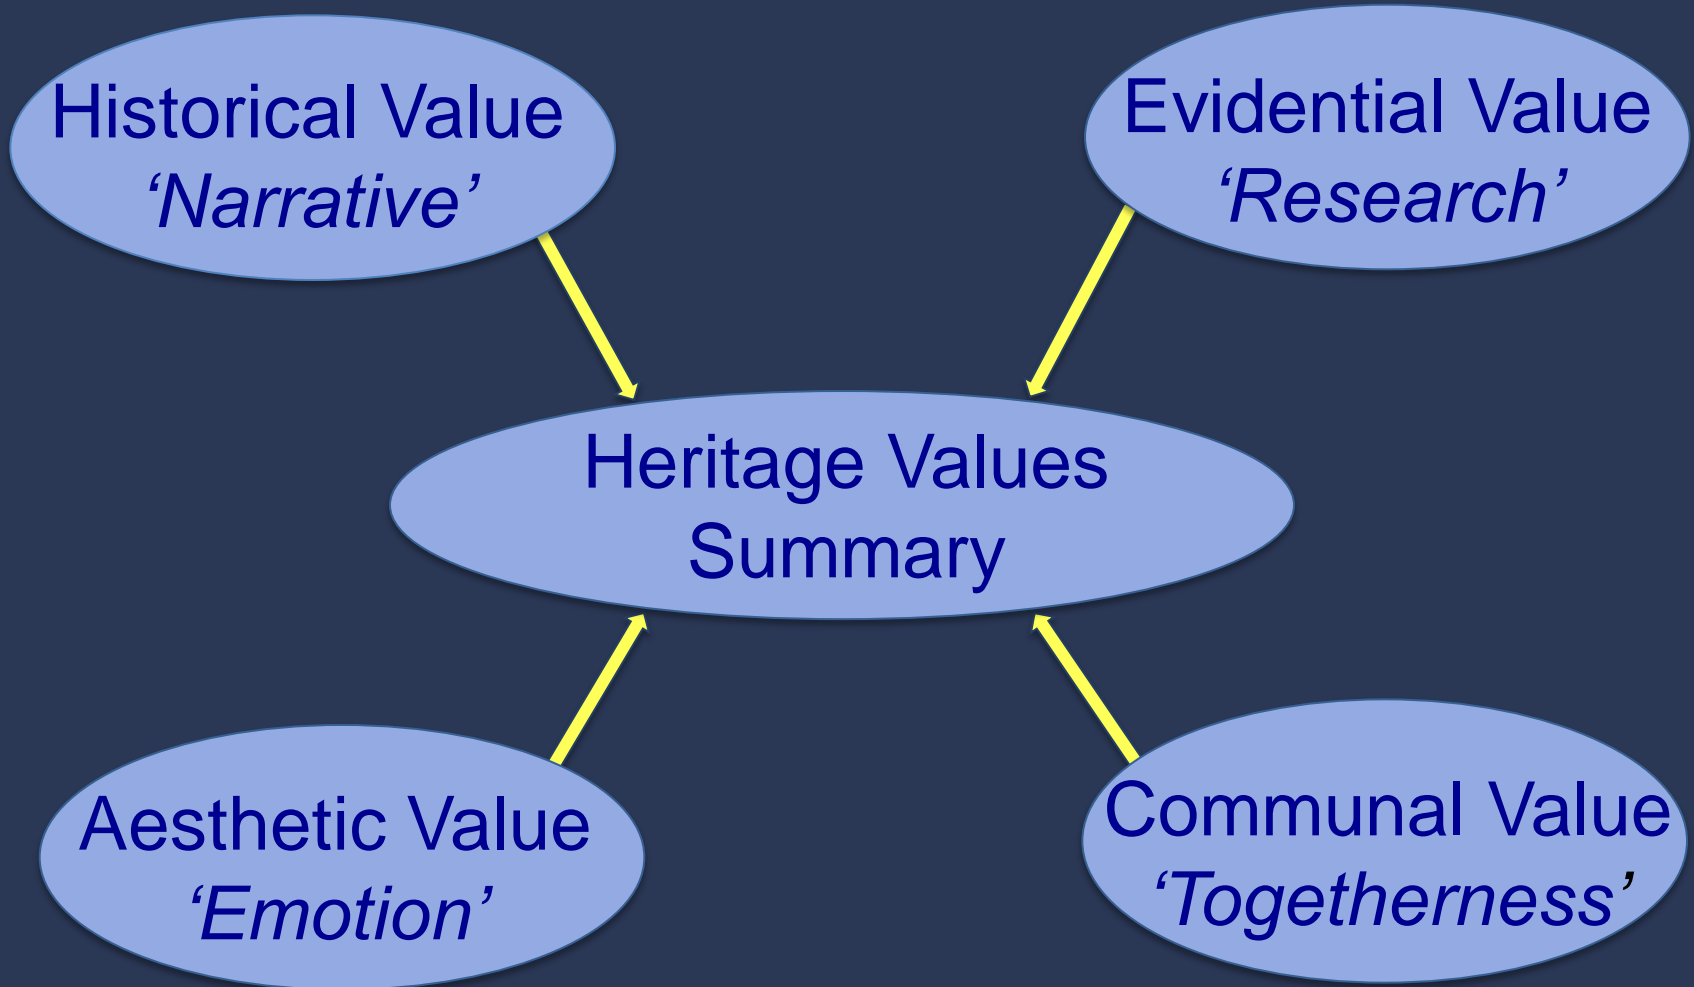 Historical Value
‘Narrative’
Evidential Value
‘Research’
Heritage Values
Summary
Aesthetic Value
‘Emotion’
Communal Value
‘Togetherness’